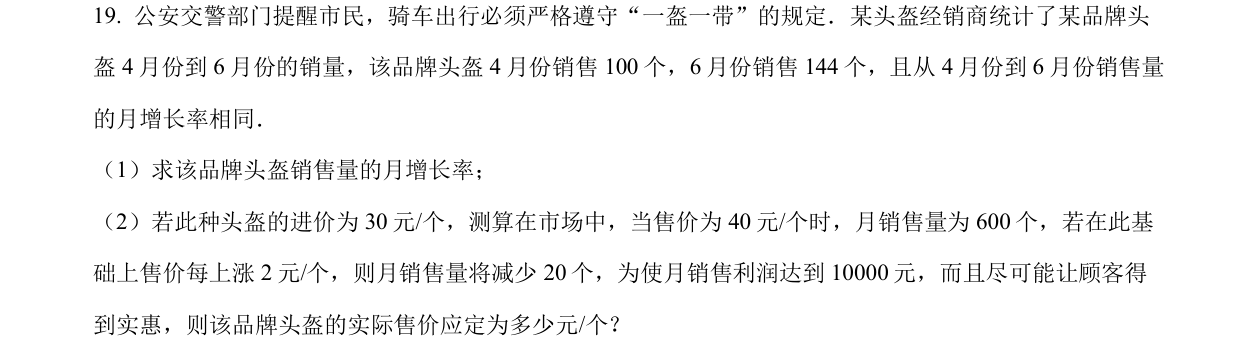 19. 公安交警部门提醒市民，骑车出行必须严格遵守“一盔一带”的规定．某头盔经销商统计了某品牌头
盔 4 月份到 6 月份的销量，该品牌头盔 4 月份销售 100 个，6 月份销售 144 个，且从 4 月份到 6 月份销售量
的月增长率相同．
（1）求该品牌头盔销售量的月增长率；
（2）若此种头盔的进价为 30 元/个，测算在市场中，当售价为 40 元/个时，月销售量为 600 个，若在此基
础上售价每上涨 2 元/个，则月销售量将减少 20 个，为使月销售利润达到 10000 元，而且尽可能让顾客得
到实惠，则该品牌头盔的实际售价应定为多少元/个？